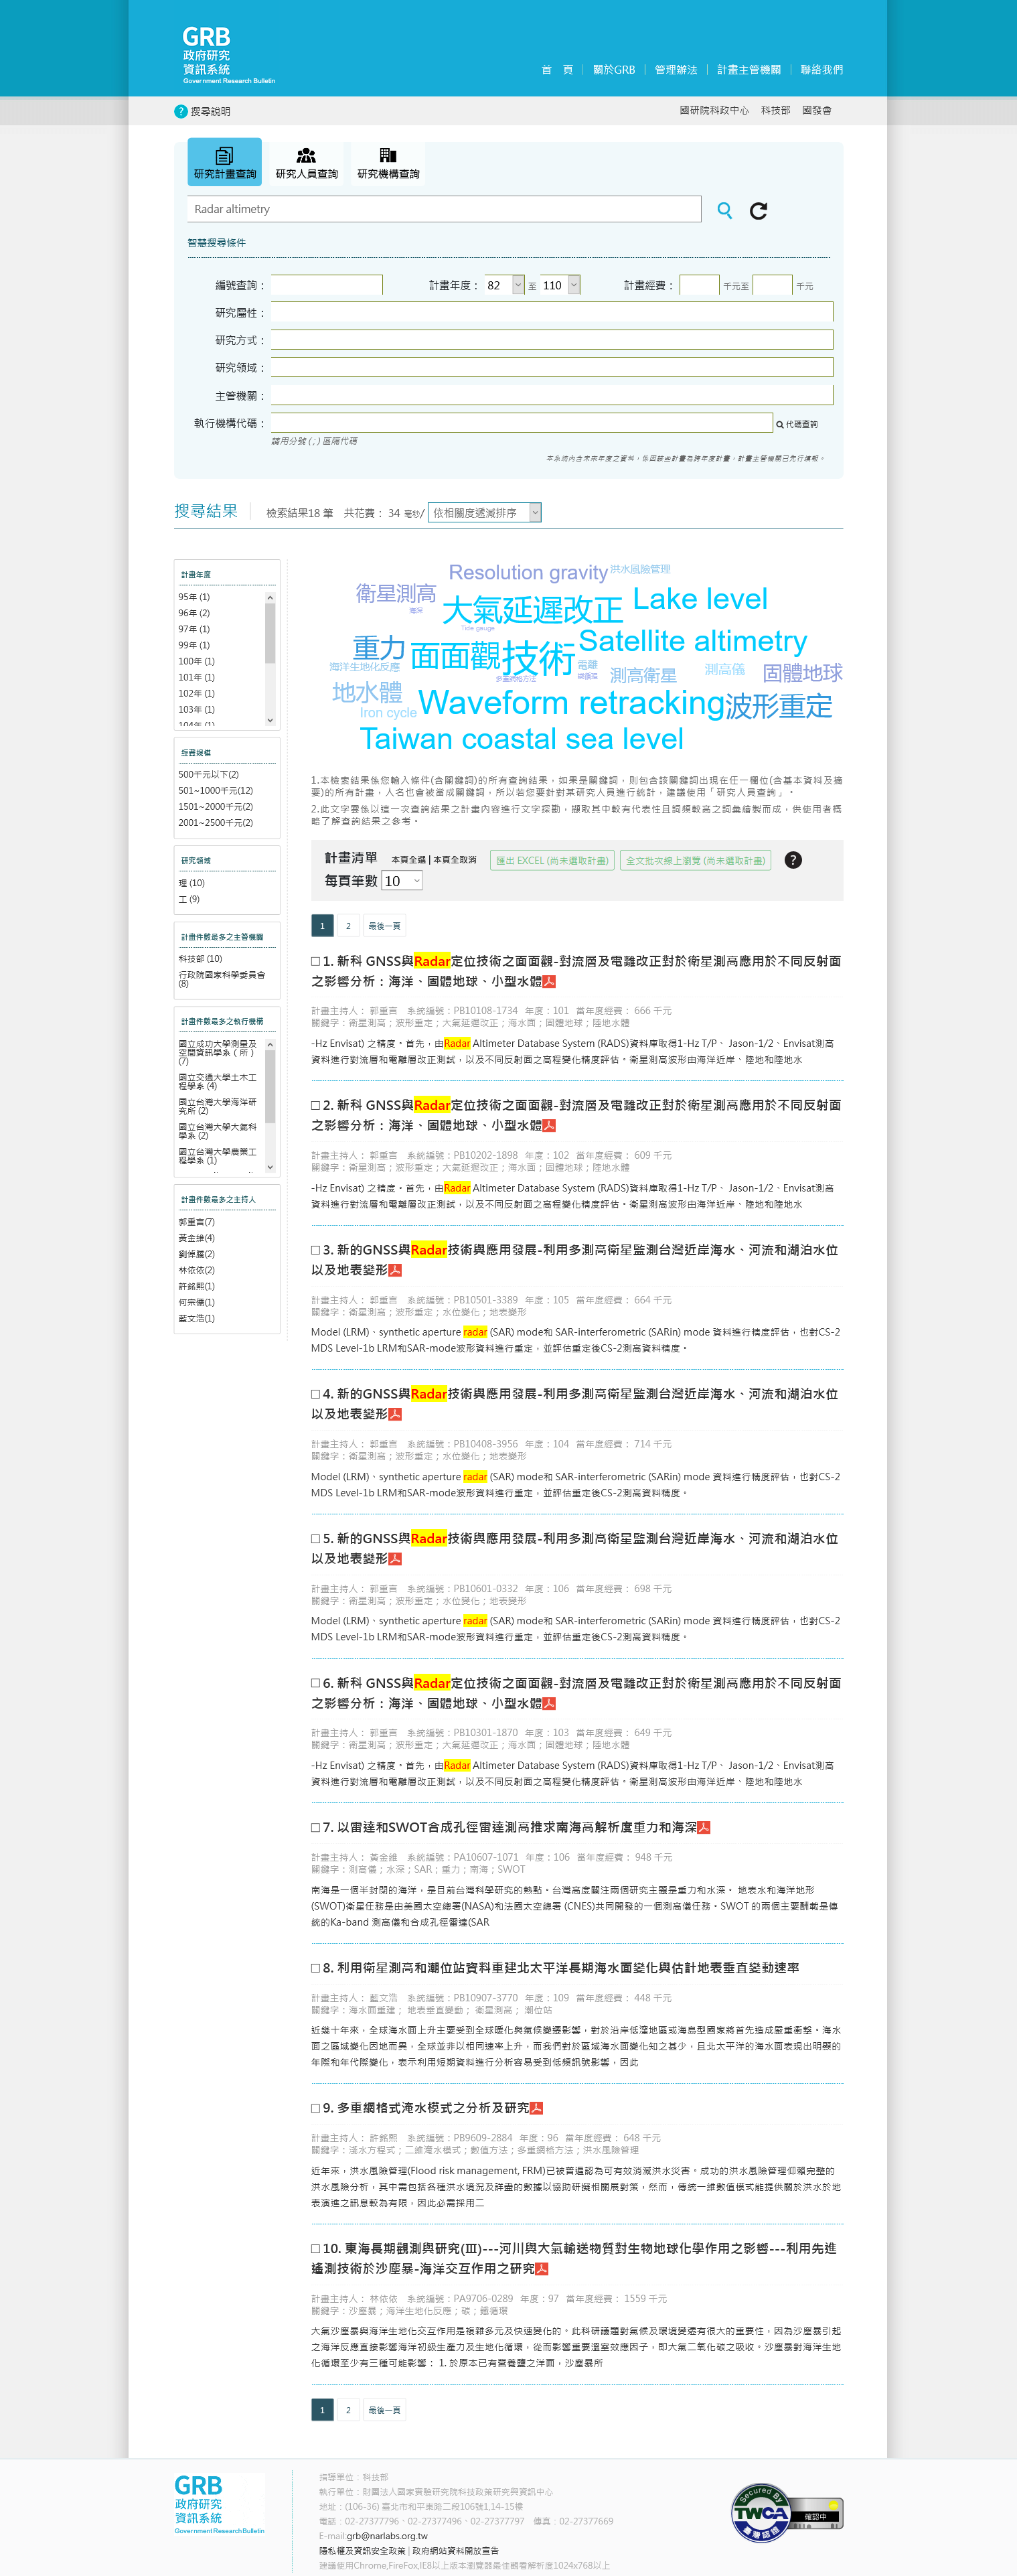 GRB
政府研究
資訊系統
Government Research Bulletin
首 頁 | 關於GRB | 管理辦法 | 計畫主管機關 | 聯絡我們
? 搜尋說明
國研院科政中心 科技部 國發會
研究計畫查詢 研究人員查詢 研究機構查詢
Radar altimetry
智慧搜尋條件
編號查詢： 計畫年度： 82 至 110 計畫經費： 千元至 千元
研究屬性：
研究方式：
研究領域：
主管機關：
執行機構代碼： 代碼查詢
請用分號 ( ; ) 區隔代碼
本系統內含未來年度之資料，係因該些計畫為跨年度計畫，計畫主管機關已先行填報。
搜尋結果 檢索結果18 筆 共花費： 34 毫秒/ 依相關度遞減排序
計畫年度
95年 (1)
96年 (2)
97年 (1)
99年 (1)
100年 (1)
101年 (1)
102年 (1)
103年 (1)
104年 (1)
經費規模
500千元以下(2)
501~1000千元(12)
1501~2000千元(2)
2001~2500千元(2)
研究領域
理 (10)
工 (9)
計畫件數最多之主管機關
科技部 (10)
行政院國家科學委員會
(8)
計畫件數最多之執行機構
國立成功大學測量及
空間資訊學系（所）
(7)
國立交通大學土木工
程學系 (4)
國立台灣大學海洋研
究所 (2)
國立台灣大學大氣科
學系 (2)
國立台灣大學農業工
程學系 (1)
計畫件數最多之主持人
郭重言(7)
黃金維(4)
劉倬騰(2)
林依依(2)
許銘熙(1)
何宗儒(1)
藍文浩(1)
Resolution gravity 洪水風險管理
衛星測高 海深 大氣延遲改正 Lake level
Tide gauge
重力 面面觀 技術 Satellite altimetry
海洋生地化反應 多重網格方法 電離 碳循環 測高衛星 測高儀 固體地球
地水體 Iron cycle Waveform retracking 波形重定
Taiwan coastal sea level
1.本檢索結果係您輸入條件(含關鍵詞)的所有查詢結果，如果是關鍵詞，則包含該關鍵詞出現在任一欄位(含基本資料及摘
要)的所有計畫，人名也會被當成關鍵詞，所以若您要針對某研究人員進行統計，建議使用「研究人員查詢」。
2.此文字雲係以這一次查詢結果之計畫內容進行文字探勘，擷取其中較有代表性且詞頻較高之詞彙繪製而成，供使用者概
略了解查詢結果之參考。
計畫清單 本頁全選 | 本頁全取消 匯出 EXCEL (尚未選取計畫) 全文批次線上瀏覽 (尚未選取計畫) ?
每頁筆數 10
1 2 最後一頁
1. 新科 GNSS與Radar定位技術之面面觀-對流層及電離改正對於衛星測高應用於不同反射面
之影響分析：海洋、固體地球、小型水體
計畫主持人： 郭重言 系統編號：PB10108-1734 年度：101 當年度經費： 666 千元
關鍵字：衛星測高；波形重定；大氣延遲改正；海水面；固體地球；陸地水體
-Hz Envisat) 之精度。首先，由Radar Altimeter Database System (RADS)資料庫取得1-Hz T/P、 Jason-1/2、Envisat測高
資料進行對流層和電離層改正測試，以及不同反射面之高程變化精度評估。衛星測高波形由海洋近岸、陸地和陸地水
2. 新科 GNSS與Radar定位技術之面面觀-對流層及電離改正對於衛星測高應用於不同反射面
之影響分析：海洋、固體地球、小型水體
計畫主持人： 郭重言 系統編號：PB10202-1898 年度：102 當年度經費： 609 千元
關鍵字：衛星測高；波形重定；大氣延遲改正；海水面；固體地球；陸地水體
-Hz Envisat) 之精度。首先，由Radar Altimeter Database System (RADS)資料庫取得1-Hz T/P、 Jason-1/2、Envisat測高
資料進行對流層和電離層改正測試，以及不同反射面之高程變化精度評估。衛星測高波形由海洋近岸、陸地和陸地水
3. 新的GNSS與Radar技術與應用發展-利用多測高衛星監測台灣近岸海水、河流和湖泊水位
以及地表變形
計畫主持人： 郭重言 系統編號：PB10501-3389 年度：105 當年度經費： 664 千元
關鍵字：衛星測高；波形重定；水位變化；地表變形
Model (LRM)、synthetic aperture radar (SAR) mode和 SAR-interferometric (SARin) mode 資料進行精度評估，也對CS-2
MDS Level-1b LRM和SAR-mode波形資料進行重定，並評估重定後CS-2測高資料精度。
4. 新的GNSS與Radar技術與應用發展-利用多測高衛星監測台灣近岸海水、河流和湖泊水位
以及地表變形
計畫主持人： 郭重言 系統編號：PB10408-3956 年度：104 當年度經費： 714 千元
關鍵字：衛星測高；波形重定；水位變化；地表變形
Model (LRM)、synthetic aperture radar (SAR) mode和 SAR-interferometric (SARin) mode 資料進行精度評估，也對CS-2
MDS Level-1b LRM和SAR-mode波形資料進行重定，並評估重定後CS-2測高資料精度。
5. 新的GNSS與Radar技術與應用發展-利用多測高衛星監測台灣近岸海水、河流和湖泊水位
以及地表變形
計畫主持人： 郭重言 系統編號：PB10601-0332 年度：106 當年度經費： 698 千元
關鍵字：衛星測高；波形重定；水位變化；地表變形
Model (LRM)、synthetic aperture radar (SAR) mode和 SAR-interferometric (SARin) mode 資料進行精度評估，也對CS-2
MDS Level-1b LRM和SAR-mode波形資料進行重定，並評估重定後CS-2測高資料精度。
6. 新科 GNSS與Radar定位技術之面面觀-對流層及電離改正對於衛星測高應用於不同反射面
之影響分析：海洋、固體地球、小型水體
計畫主持人： 郭重言 系統編號：PB10301-1870 年度：103 當年度經費： 649 千元
關鍵字：衛星測高；波形重定；大氣延遲改正；海水面；固體地球；陸地水體
-Hz Envisat) 之精度。首先，由Radar Altimeter Database System (RADS)資料庫取得1-Hz T/P、 Jason-1/2、Envisat測高
資料進行對流層和電離層改正測試，以及不同反射面之高程變化精度評估。衛星測高波形由海洋近岸、陸地和陸地水
7. 以雷達和SWOT合成孔徑雷達測高推求南海高解析度重力和海深
計畫主持人： 黃金維 系統編號：PA10607-1071 年度：106 當年度經費： 948 千元
關鍵字：測高儀；水深；SAR；重力；南海；SWOT
南海是一個半封閉的海洋，是目前台灣科學研究的熱點。台灣高度關注兩個研究主題是重力和水深。 地表水和海洋地形
(SWOT)衛星任務是由美國太空總署(NASA)和法國太空總署 (CNES)共同開發的一個測高儀任務。SWOT 的兩個主要酬載是傳
統的Ka-band 測高儀和合成孔徑雷達(SAR
8. 利用衛星測高和潮位站資料重建北太平洋長期海水面變化與估計地表垂直變動速率
計畫主持人： 藍文浩 系統編號：PB10907-3770 年度：109 當年度經費： 448 千元
關鍵字：海水面重建； 地表垂直變動； 衛星測高； 潮位站
近幾十年來，全球海水面上升主要受到全球暖化與氣候變遷影響，對於沿岸低窪地區或海島型國家將首先造成嚴重衝擊。海水
面之區域變化因地而異，全球並非以相同速率上升，而我們對於區域海水面變化知之甚少，且北太平洋的海水面表現出明顯的
年際和年代際變化，表示利用短期資料進行分析容易受到低頻訊號影響，因此
9. 多重網格式淹水模式之分析及研究
計畫主持人： 許銘熙 系統編號：PB9609-2884 年度：96 當年度經費： 648 千元
關鍵字：淺水方程式；二維淹水模式；數值方法；多重網格方法；洪水風險管理
近年來，洪水風險管理(Flood risk management, FRM)已被普遍認為可有效消減洪水災害。成功的洪水風險管理仰賴完整的
洪水風險分析，其中需包括各種洪水境況及詳盡的數據以協助研擬相關展對策，然而，傳統一維數值模式能提供關於洪水於地
表演進之訊息較為有限，因此必需採用二
10. 東海長期觀測與研究(Ⅲ)---河川與大氣輸送物質對生物地球化學作用之影響---利用先進
遙測技術於沙塵暴-海洋交互作用之研究
計畫主持人： 林依依 系統編號：PA9706-0289 年度：97 當年度經費： 1559 千元
關鍵字：沙塵暴；海洋生地化反應；碳；鐵循環
大氣沙塵暴與海洋生地化交互作用是複雜多元及快速變化的。此科研議題對氣候及環境變遷有很大的重要性，因為沙塵暴引起
之海洋反應直接影響海洋初級生產力及生地化循環，從而影響重要溫室效應因子，即大氣二氧化碳之吸收。沙塵暴對海洋生地
化循環至少有三種可能影響： 1. 於原本已有營養鹽之洋面，沙塵暴所
1 2 最後一頁
GRB
政府研究
資訊系統
Government Research Bulletin
指導單位：科技部
執行單位：財團法人國家實驗研究院科技政策研究與資訊中心
地址：(106-36) 臺北市和平東路二段106號1,14-15樓
電話：02-27377796、02-27377496、02-27377797 傳真：02-27377669
E-mail:grb@narlabs.org.tw
隱私權及資訊安全政策 | 政府網站資料開放宣告
建議使用Chrome,FireFox,IE8以上版本瀏覽器最佳觀看解析度1024x768以上
Secured By
TWCA
確認中